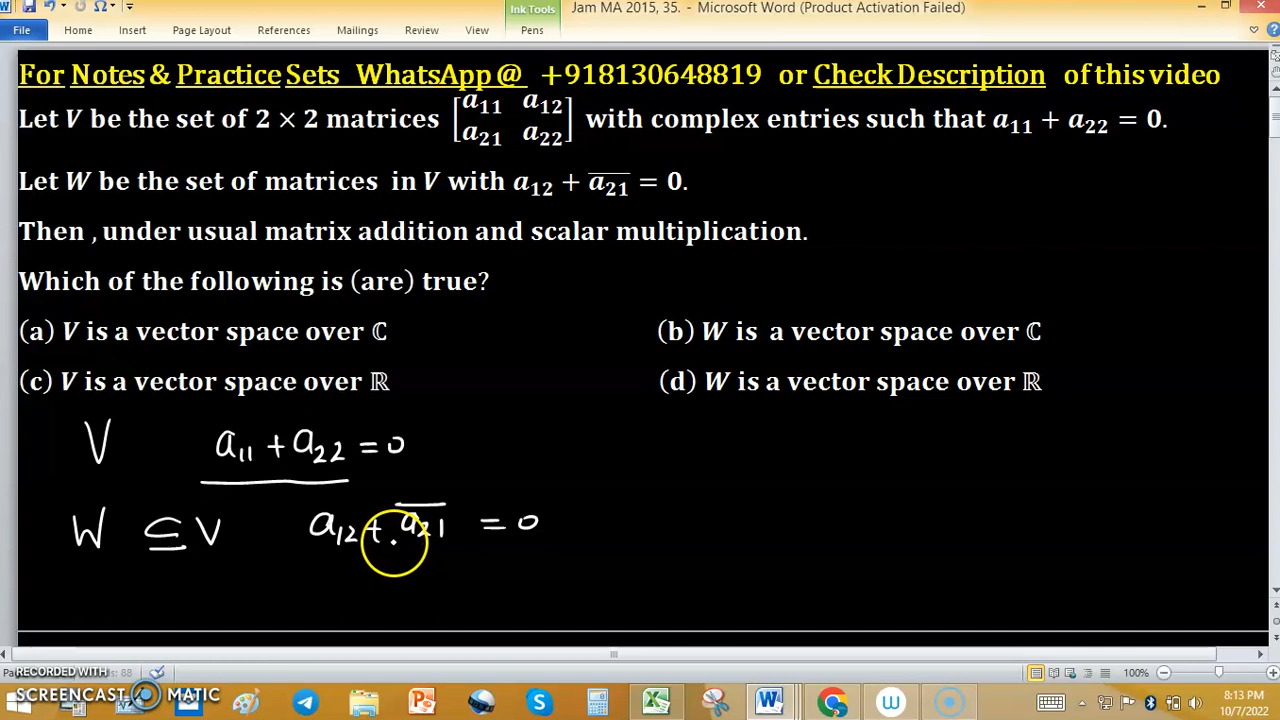 Ink Tools
Jam MA 2015, 35. - Microsoft Word (Product Activation Failed)
File Home Insert Page Layout References Mailings Review View Pens
For Notes & Practice Sets WhatsApp @ +918130648819 or Check Description of this video
Let V be the set of 2 × 2 matrices [a₁₁ a₁₂ a₂₁ a₂₂] with complex entries such that a₁₁ + a₂₂ = 0.
Let W be the set of matrices in V with a₁₂ + \overline{a₂₁} = 0.
Then , under usual matrix addition and scalar multiplication.
Which of the following is (are) true?
(a) V is a vector space over ℂ (b) W is a vector space over ℂ
(c) V is a vector space over ℝ (d) W is a vector space over ℝ
V a₁₁ + a₂₂ = 0
W ⊆ V a₁₂ + \overline{a₂₁} = 0
RECORDED WITH
SCREENCAST MATIC
88
100%
8:13 PM
10/7/2022